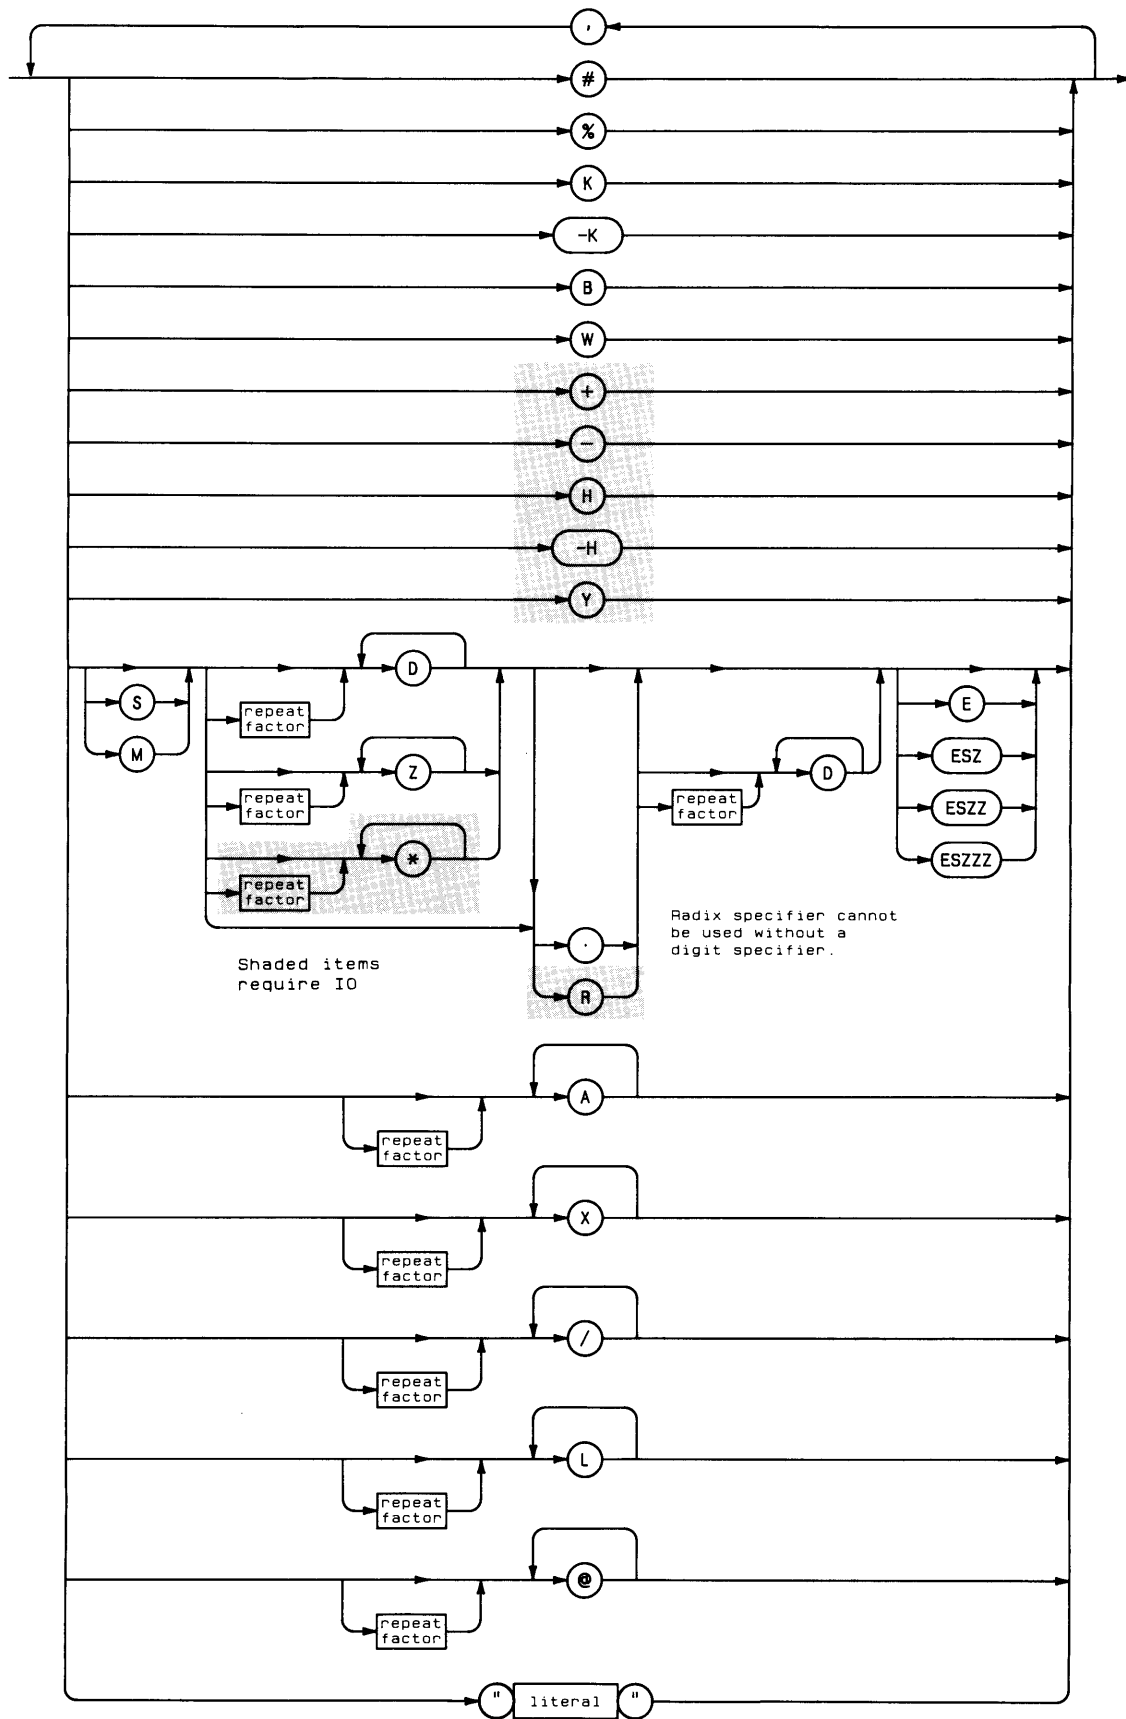 ,
#
%
K
-K
B
W
+
-
H
-H
Y
D
S
repeat
factor
E
M
Z
D
ESZ
repeat
factor
repeat
factor
ESZZ
*
ESZZZ
repeat
factor
Radix specifier cannot
be used without a
digit specifier.
.
Shaded items
require IO
R
A
repeat
factor
X
repeat
factor
/
repeat
factor
L
repeat
factor
@
repeat
factor
" literal "